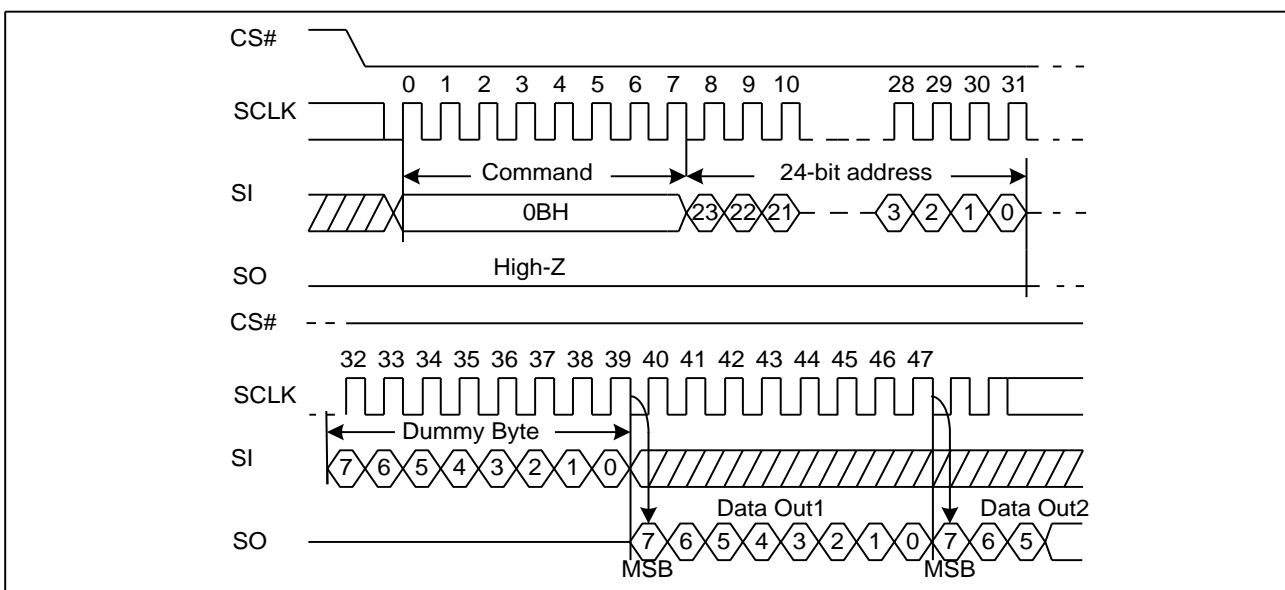 CS#
0 1 2 3 4 5 6 7 8 9 10 28 29 30 31
SCLK
Command 24-bit address
SI
0BH 23 22 21 3 2 1 0
High-Z
SO
CS#
32 33 34 35 36 37 38 39 40 41 42 43 44 45 46 47
SCLK
Dummy Byte
SI
7 6 5 4 3 2 1 0
Data Out1 Data Out2
SO
7 6 5 4 3 2 1 0 7 6 5
MSB MSB